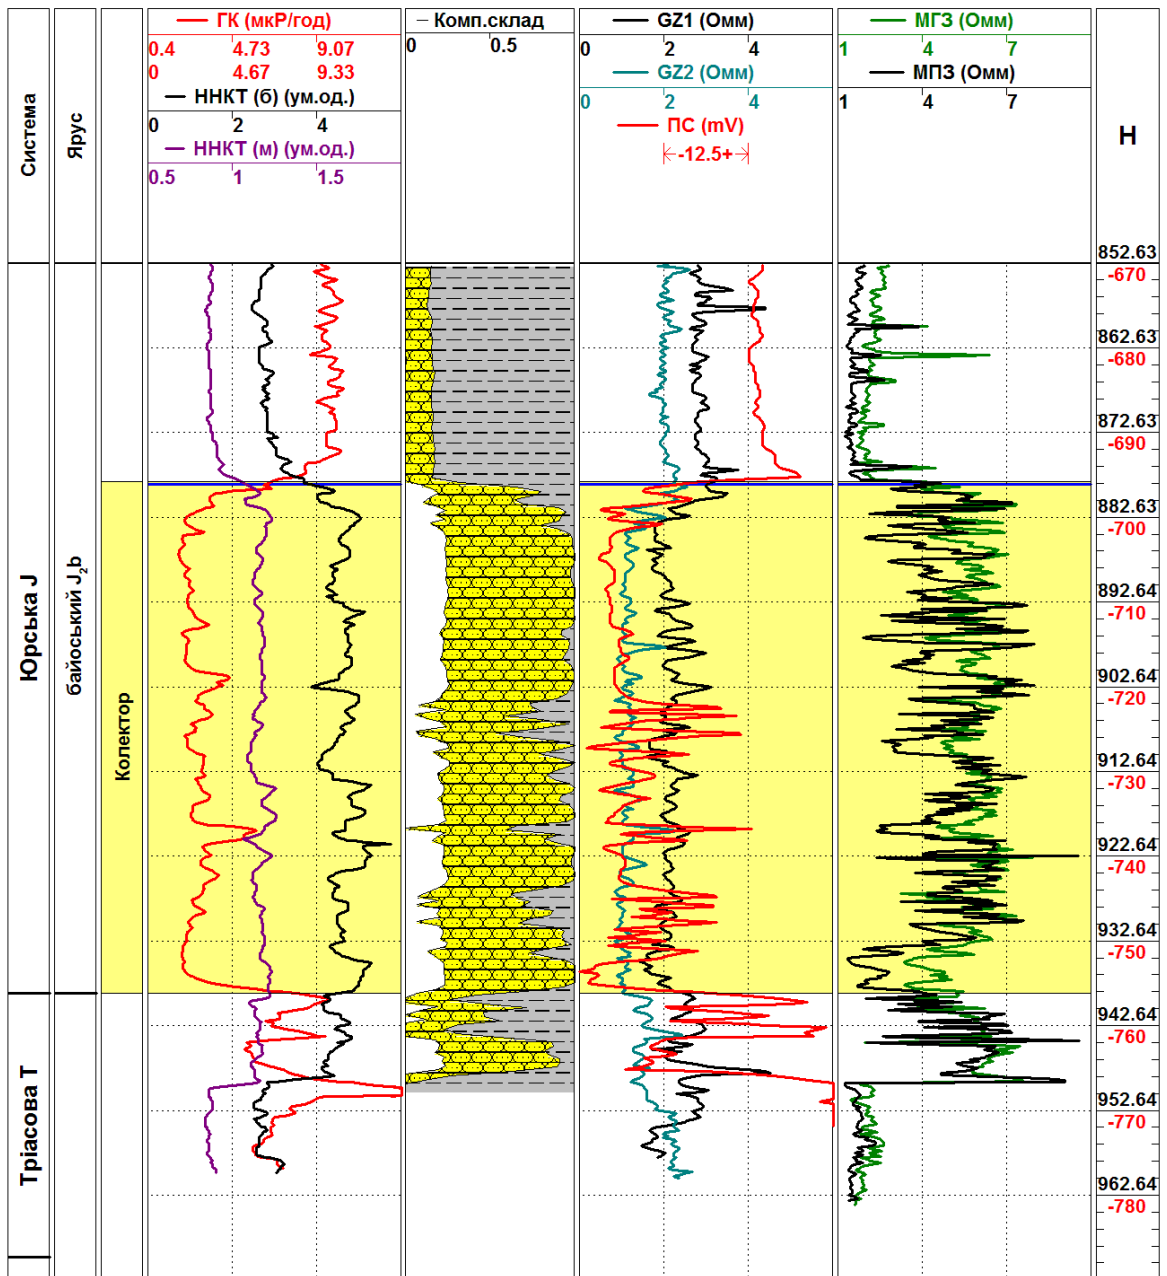 Система
Ярус
ГК (мкР/год)
0.4 4.73 9.07
0 4.67 9.33
ННКТ (б) (ум.од.)
0 2 4
ННКТ (м) (ум.од.)
0.5 1 1.5
Комп.склад
0 0.5
GZ1 (Омм)
0 2 4
GZ2 (Омм)
0 2 4
ПС (mV)
-12.5+
МГЗ (Омм)
1 4 7
МПЗ (Омм)
1 4 7
Н
Юрська J
Тріасова Т
байоський J₂b
Колектор
852.63
-670
862.63
-680
872.63
-690
882.63
-700
892.64
-710
902.64
-720
912.64
-730
922.64
-740
932.64
-750
942.64
-760
952.64
-770
962.64
-780